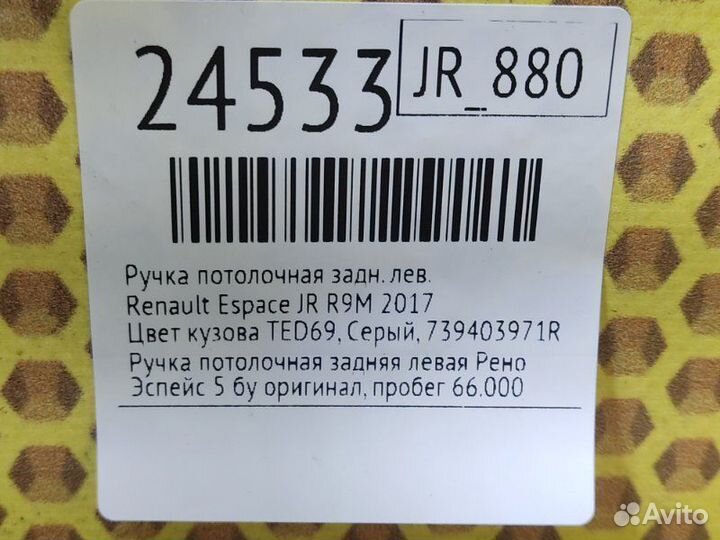 24533
JR_880
Ручка потолочная задн. лев.
Renault Espace JR R9M 2017
Цвет кузова TED69, Серый, 739403971R
Ручка потолочная задняя левая Рено
Эспейс 5 бу оригинал, пробег 66.000
Avito